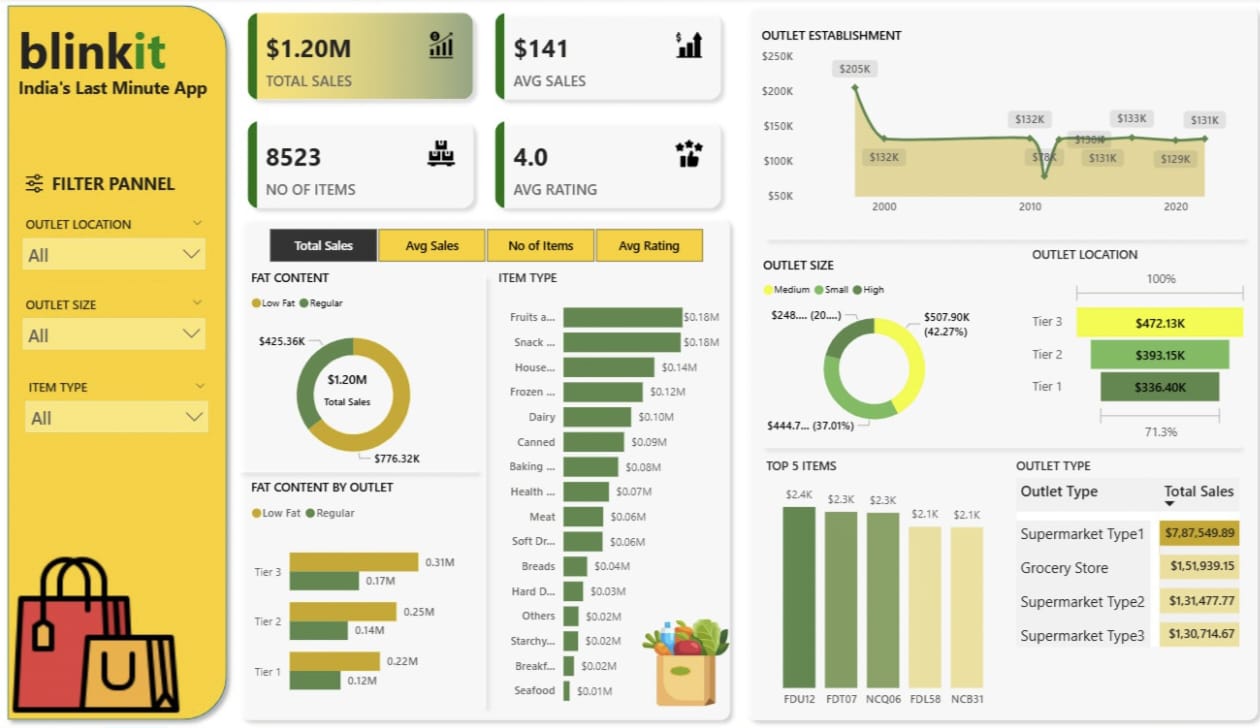 blinkit
India's Last Minute App
FILTER PANNEL
OUTLET LOCATION
All
OUTLET SIZE
All
ITEM TYPE
All
$1.20M
TOTAL SALES
$141
AVG SALES
8523
NO OF ITEMS
4.0
AVG RATING
Total Sales Avg Sales No of Items Avg Rating
FAT CONTENT
Low Fat Regular
$425.36K
$1.20M
Total Sales
$776.32K
FAT CONTENT BY OUTLET
Low Fat Regular
Tier 3 0.31M
0.17M
Tier 2 0.25M
0.14M
Tier 1 0.22M
0.12M
ITEM TYPE
Fruits a... $0.18M
Snack ... $0.18M
House... $0.14M
Frozen ... $0.12M
Dairy $0.10M
Canned $0.09M
Baking ... $0.08M
Health ... $0.07M
Meat $0.06M
Soft Dr... $0.06M
Breads $0.04M
Hard D... $0.03M
Others $0.02M
Starchy... $0.02M
Breakf... $0.02M
Seafood $0.01M
OUTLET ESTABLISHMENT
$250K
$200K
$150K
$100K
$50K
$205K
$132K
$132K
$78K
$131K
$133K
$129K
$131K
2000 2010 2020
OUTLET SIZE
Medium Small High
$248.... (20....)
$507.90K
(42.27%)
$444.7... (37.01%)
OUTLET LOCATION
100%
Tier 3 $472.13K
Tier 2 $393.15K
Tier 1 $336.40K
71.3%
TOP 5 ITEMS
$2.4K $2.3K $2.3K $2.1K $2.1K
FDU12 FDT07 NCQ06 FDL58 NCB31
OUTLET TYPE
Outlet Type Total Sales
Supermarket Type1 $7,87,549.89
Grocery Store $1,51,939.15
Supermarket Type2 $1,31,477.77
Supermarket Type3 $1,30,714.67